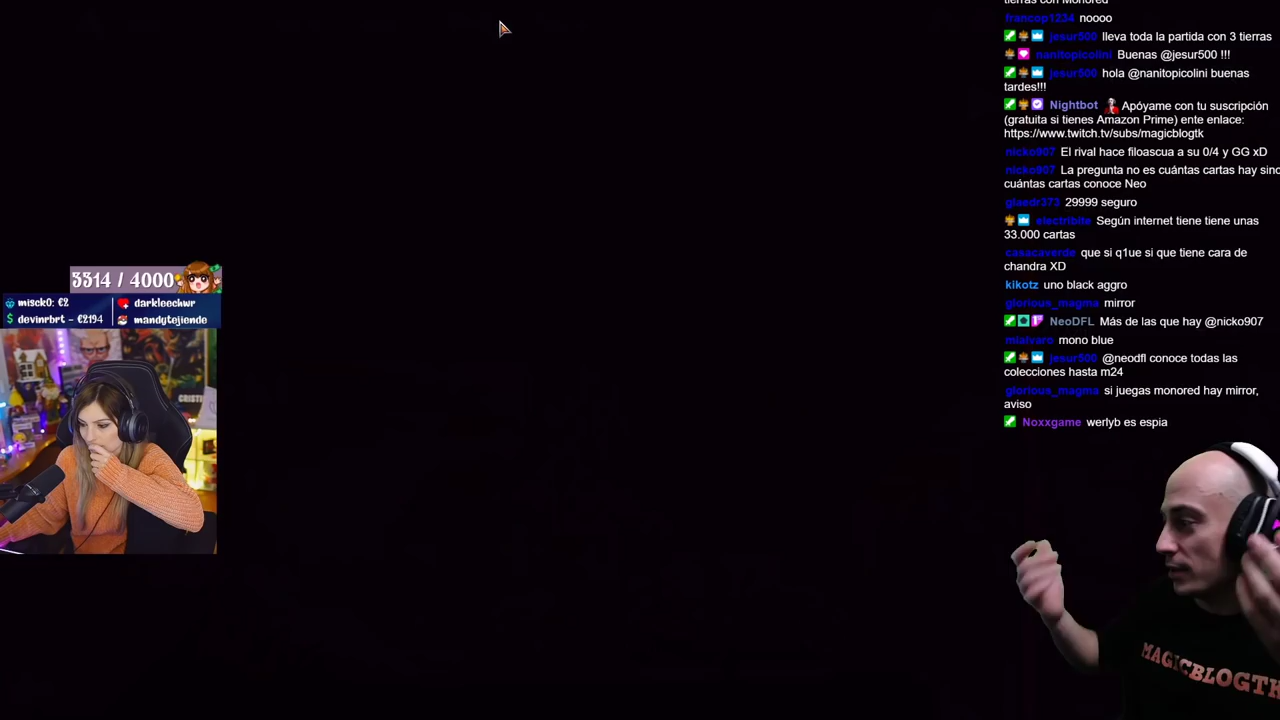 tierras con Monored
francop1234 noooo
jesur500 lleva toda la partida con 3 tierras
nanitopicolini Buenas @jesur500 !!!
jesur500 hola @nanitopicolini buenas
tardes!!!
Nightbot Apóyame con tu suscripción
(gratuita si tienes Amazon Prime) ente enlace:
https://www.twitch.tv/subs/magicblogtk
nicko907 El rival hace filoascua a su 0/4 y GG xD
nicko907 La pregunta no es cuántas cartas hay sino
cuántas cartas conoce Neo
glaedr373 29999 seguro
electribite Según internet tiene tiene unas
33.000 cartas
casacaverde que si q1ue si que tiene cara de
chandra XD
kikotz uno black aggro
glorious_magma mirror
NeoDFL Más de las que hay @nicko907
mialvaro mono blue
jesur500 @neodfl conoce todas las
colecciones hasta m24
glorious_magma si juegas monored hay mirror,
aviso
Noxxgame werlyb es espia
3314 / 4000
m1sck0: €2
darkleechwr
devinrbrt - €2194
mandytejiende
CRISTI
MAGICBLOGTK